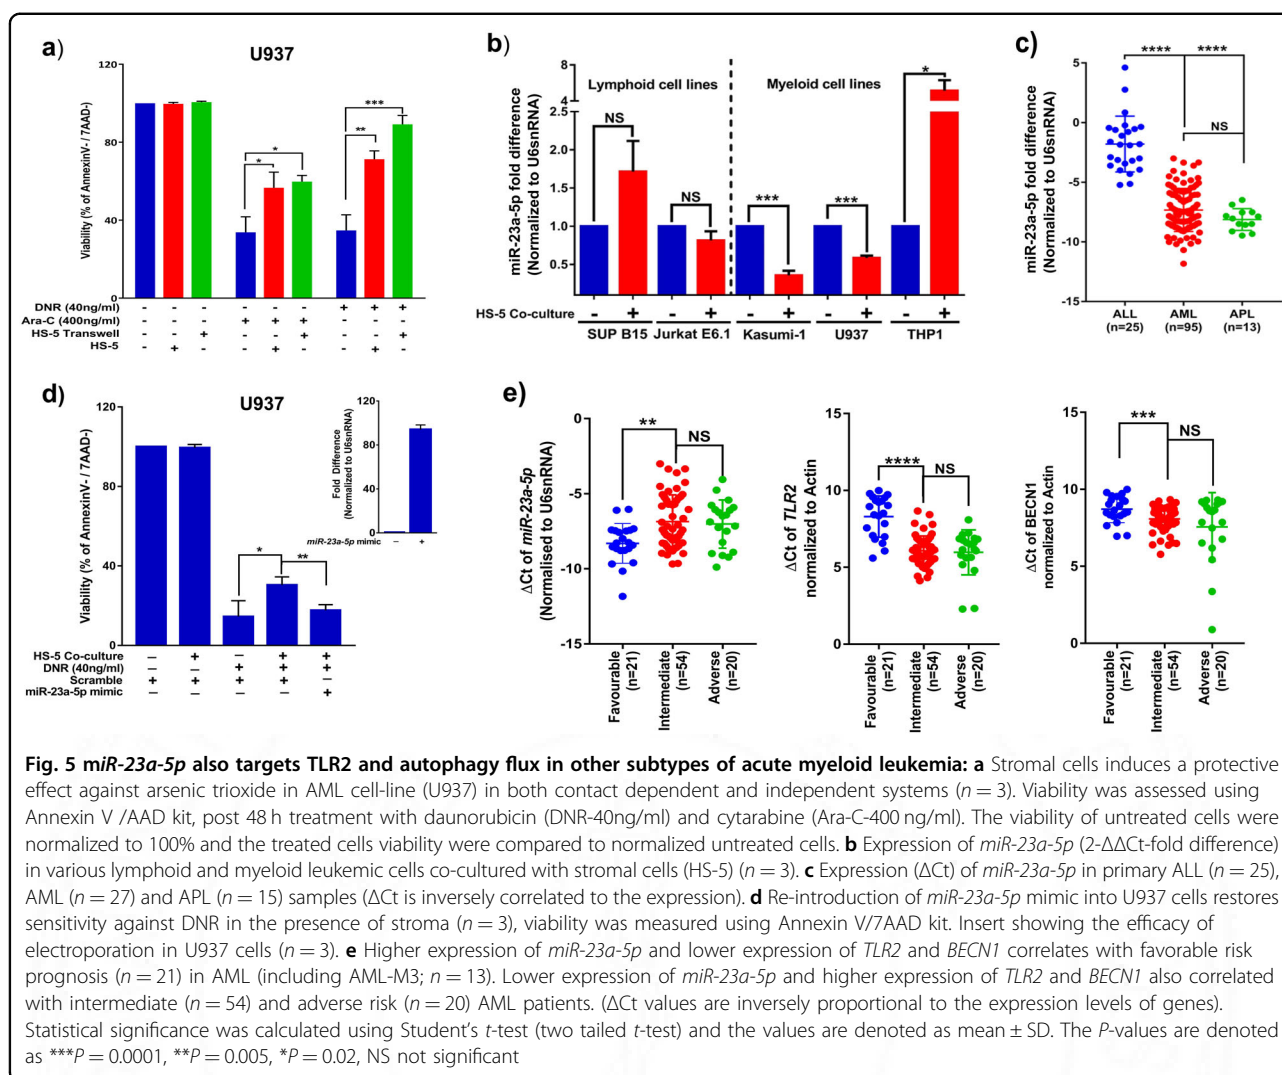 a)
U937
Viability (% of AnnexinV- / 7AAD-)
120
80
40
0
* * ** ***
DNR (40ng/ml) - - - - - - + + +
Ara-C (400ng/ml) - - - + + + - - -
HS-5 Transwell - - + - - + - - +
HS-5 - + - - + - - + -
b)
miR-23a-5p fold difference
(Normalized to U6snRNA)
8
4
2.5
2.0
1.5
1.0
0.5
Lymphoid cell lines Myeloid cell lines
NS NS *** *** *
HS-5 Co-culture - + - + - + - + - +
SUP B15 Jurkat E6.1 Kasumi-1 U937 THP1
c)
miR-23a-5p fold difference
(Normalized to U6snRNA)
5
0
-5
-10
-15
**** ****
NS
ALL AML APL
(n=25) (n=95) (n=13)
d)
U937
Viability (% of AnnexinV- / 7AAD-)
120
80
60
40
20
0
* **
HS-5 Co-culture – + – + +
DNR (40ng/ml) – – + + +
Scramble + + + + –
miR-23a-5p mimic – – – – +
Fold Difference
(Normalized to U6snRNA)
120
80
60
40
20
0
miR-23a-5p mimic – +
e)
ΔCt of miR-23a-5p
(Normalised to U6snRNA)
0
-5
-10
-15
** NS
Favourable (n=21)
Intermediate (n=54)
Adverse (n=20)
ΔCt of TLR2
normalized to Actin
15
10
5
0
**** NS
Favourable (n=21)
Intermediate (n=54)
Adverse (n=20)
ΔCt of BECN1
normalized to Actin
15
10
5
0
*** NS
Favourable (n=21)
Intermediate (n=54)
Adverse (n=20)
Fig. 5 miR-23a-5p also targets TLR2 and autophagy flux in other subtypes of acute myeloid leukemia: a Stromal cells induces a protective
effect against arsenic trioxide in AML cell-line (U937) in both contact dependent and independent systems (n = 3). Viability was assessed using
Annexin V /AAD kit, post 48 h treatment with daunorubicin (DNR-40ng/ml) and cytarabine (Ara-C-400 ng/ml). The viability of untreated cells were
normalized to 100% and the treated cells viability were compared to normalized untreated cells. b Expression of miR-23a-5p (2-ΔΔCt-fold difference)
in various lymphoid and myeloid leukemic cells co-cultured with stromal cells (HS-5) (n = 3). c Expression (ΔCt) of miR-23a-5p in primary ALL (n = 25),
AML (n = 27) and APL (n = 15) samples (ΔCt is inversely correlated to the expression). d Re-introduction of miR-23a-5p mimic into U937 cells restores
sensitivity against DNR in the presence of stroma (n = 3), viability was measured using Annexin V/7AAD kit. Insert showing the efficacy of
electroporation in U937 cells (n = 3). e Higher expression of miR-23a-5p and lower expression of TLR2 and BECN1 correlates with favorable risk
prognosis (n = 21) in AML (including AML-M3; n = 13). Lower expression of miR-23a-5p and higher expression of TLR2 and BECN1 also correlated
with intermediate (n = 54) and adverse risk (n = 20) AML patients. (ΔCt values are inversely proportional to the expression levels of genes).
Statistical significance was calculated using Student's t-test (two tailed t-test) and the values are denoted as mean ± SD. The P-values are denoted
as ***P = 0.0001, **P = 0.005, *P = 0.02, NS not significant